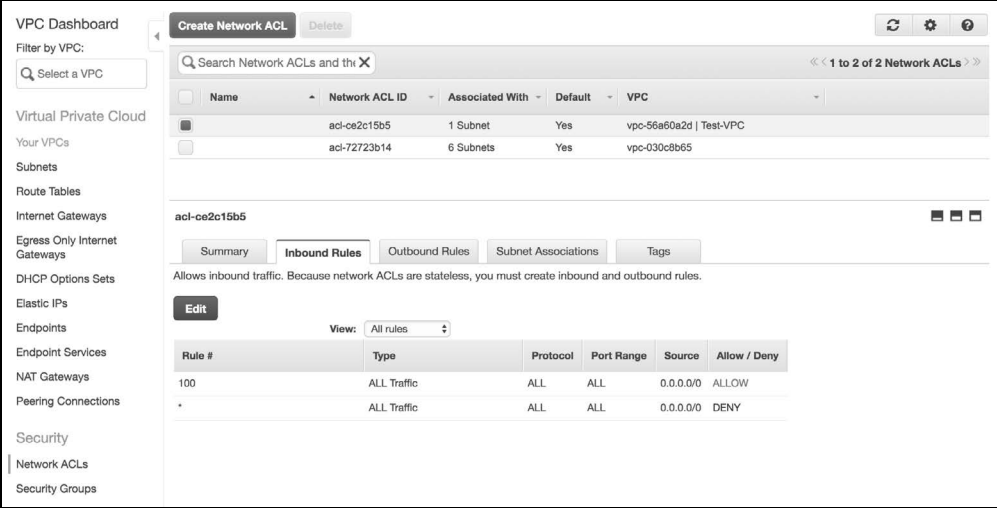 VPC Dashboard
Filter by VPC:
Select a VPC
Virtual Private Cloud
Your VPCs
Subnets
Route Tables
Internet Gateways
Egress Only Internet
Gateways
DHCP Options Sets
Elastic IPs
Endpoints
Endpoint Services
NAT Gateways
Peering Connections
Security
Network ACLs
Security Groups
Create Network ACL Delete
Search Network ACLs and the
1 to 2 of 2 Network ACLs
Name Network ACL ID Associated With Default VPC
acl-ce2c15b5 1 Subnet Yes vpc-56a60a2d | Test-VPC
acl-72723b14 6 Subnets Yes vpc-030c8b65
acl-ce2c15b5
Summary Inbound Rules Outbound Rules Subnet Associations Tags
Allows inbound traffic. Because network ACLs are stateless, you must create inbound and outbound rules.
Edit
View: All rules
Rule # Type Protocol Port Range Source Allow / Deny
100 ALL Traffic ALL ALL 0.0.0.0/0 ALLOW
* ALL Traffic ALL ALL 0.0.0.0/0 DENY